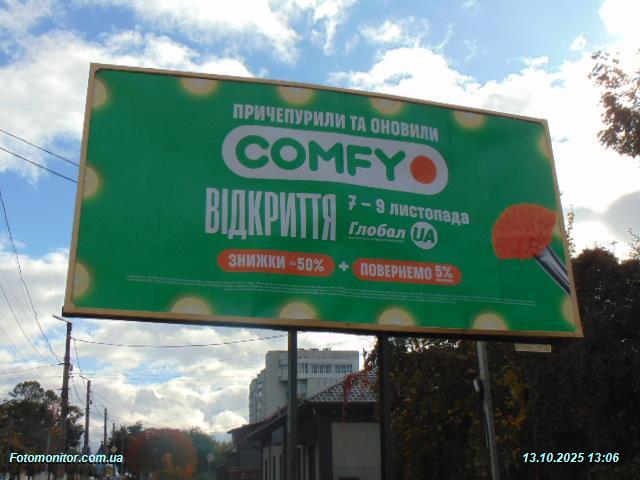 ПРИЧЕПУРИЛИ ТА ОНОВИЛИ
COMFY
ВІДКРИТТЯ
7 – 9 листопада
Глобал UA
ЗНИЖКИ до 50% + ПОВЕРНЕМО 5%
Fotomonitor.com.ua
13.10.2025 13:06